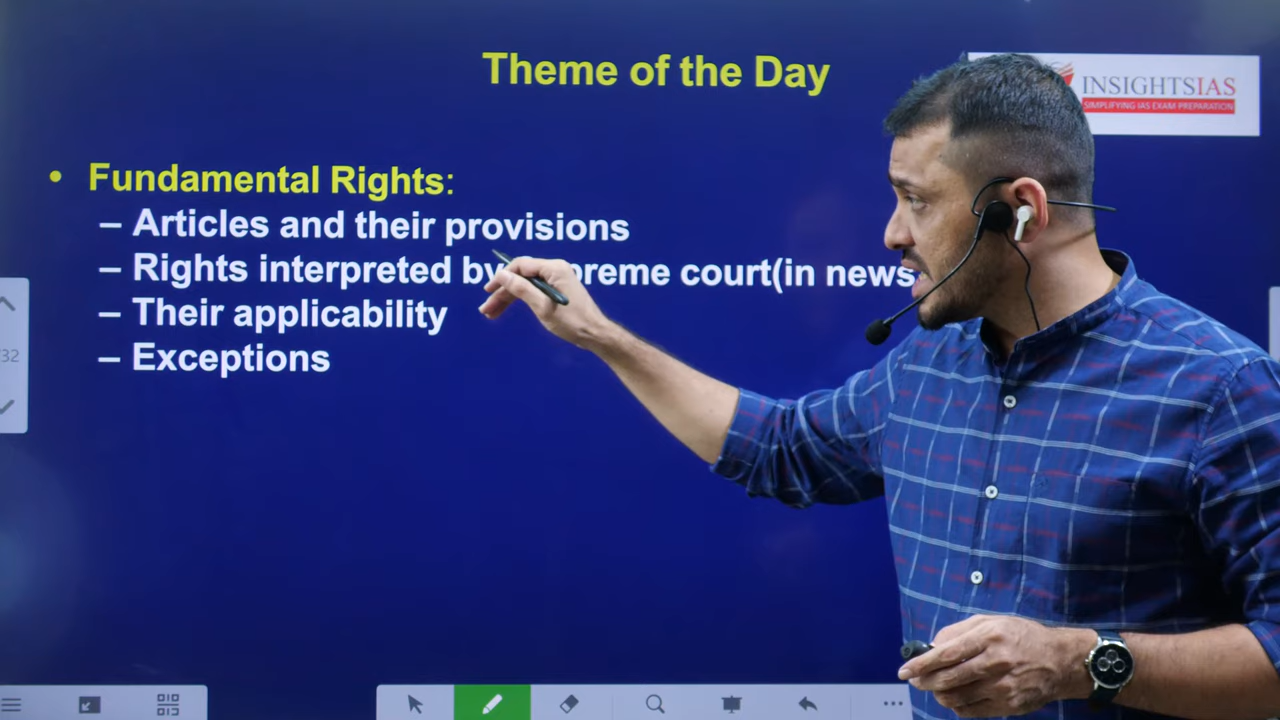 Theme of the Day
INSIGHTSIAS
SIMPLIFYING IAS EXAM PREPARATION
• Fundamental Rights:
– Articles and their provisions
– Rights interpreted by preme court(in news
– Their applicability
– Exceptions
32